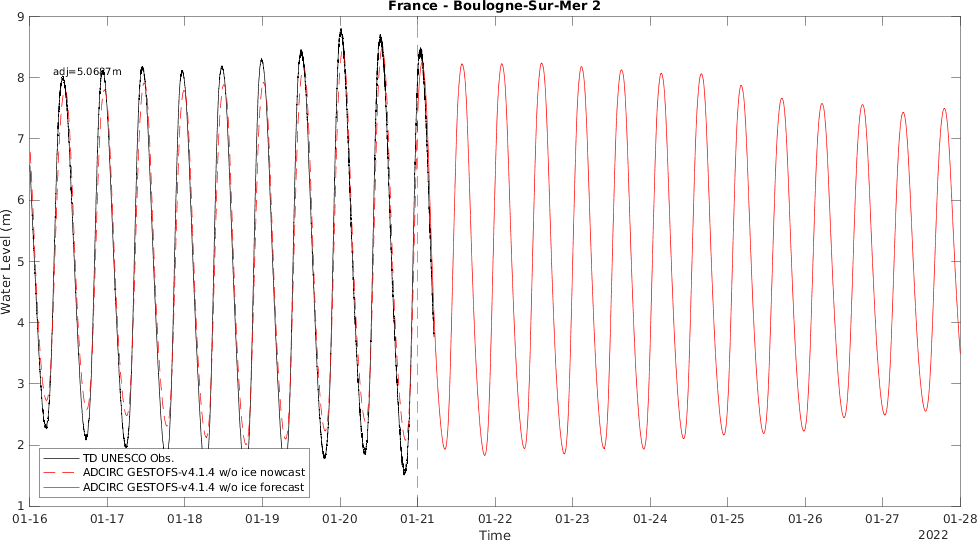 France - Boulogne-Sur-Mer 2
adj=5.0687m
Water Level (m)
9
8
7
6
5
4
3
2
1
TD UNESCO Obs.
ADCIRC GESTOFS-v4.1.4 w/o ice nowcast
ADCIRC GESTOFS-v4.1.4 w/o ice forecast
01-16 01-17 01-18 01-19 01-20 01-21 01-22 01-23 01-24 01-25 01-26 01-27 01-28
Time
2022